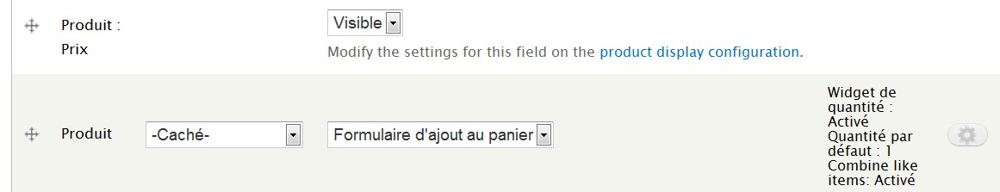 Produit :
Prix
Visible
Modify the settings for this field on the product display configuration.
Produit
-Caché-
Formulaire d'ajout au panier
Widget de
quantité :
Activé
Quantité par
défaut : 1
Combine like
items: Activé